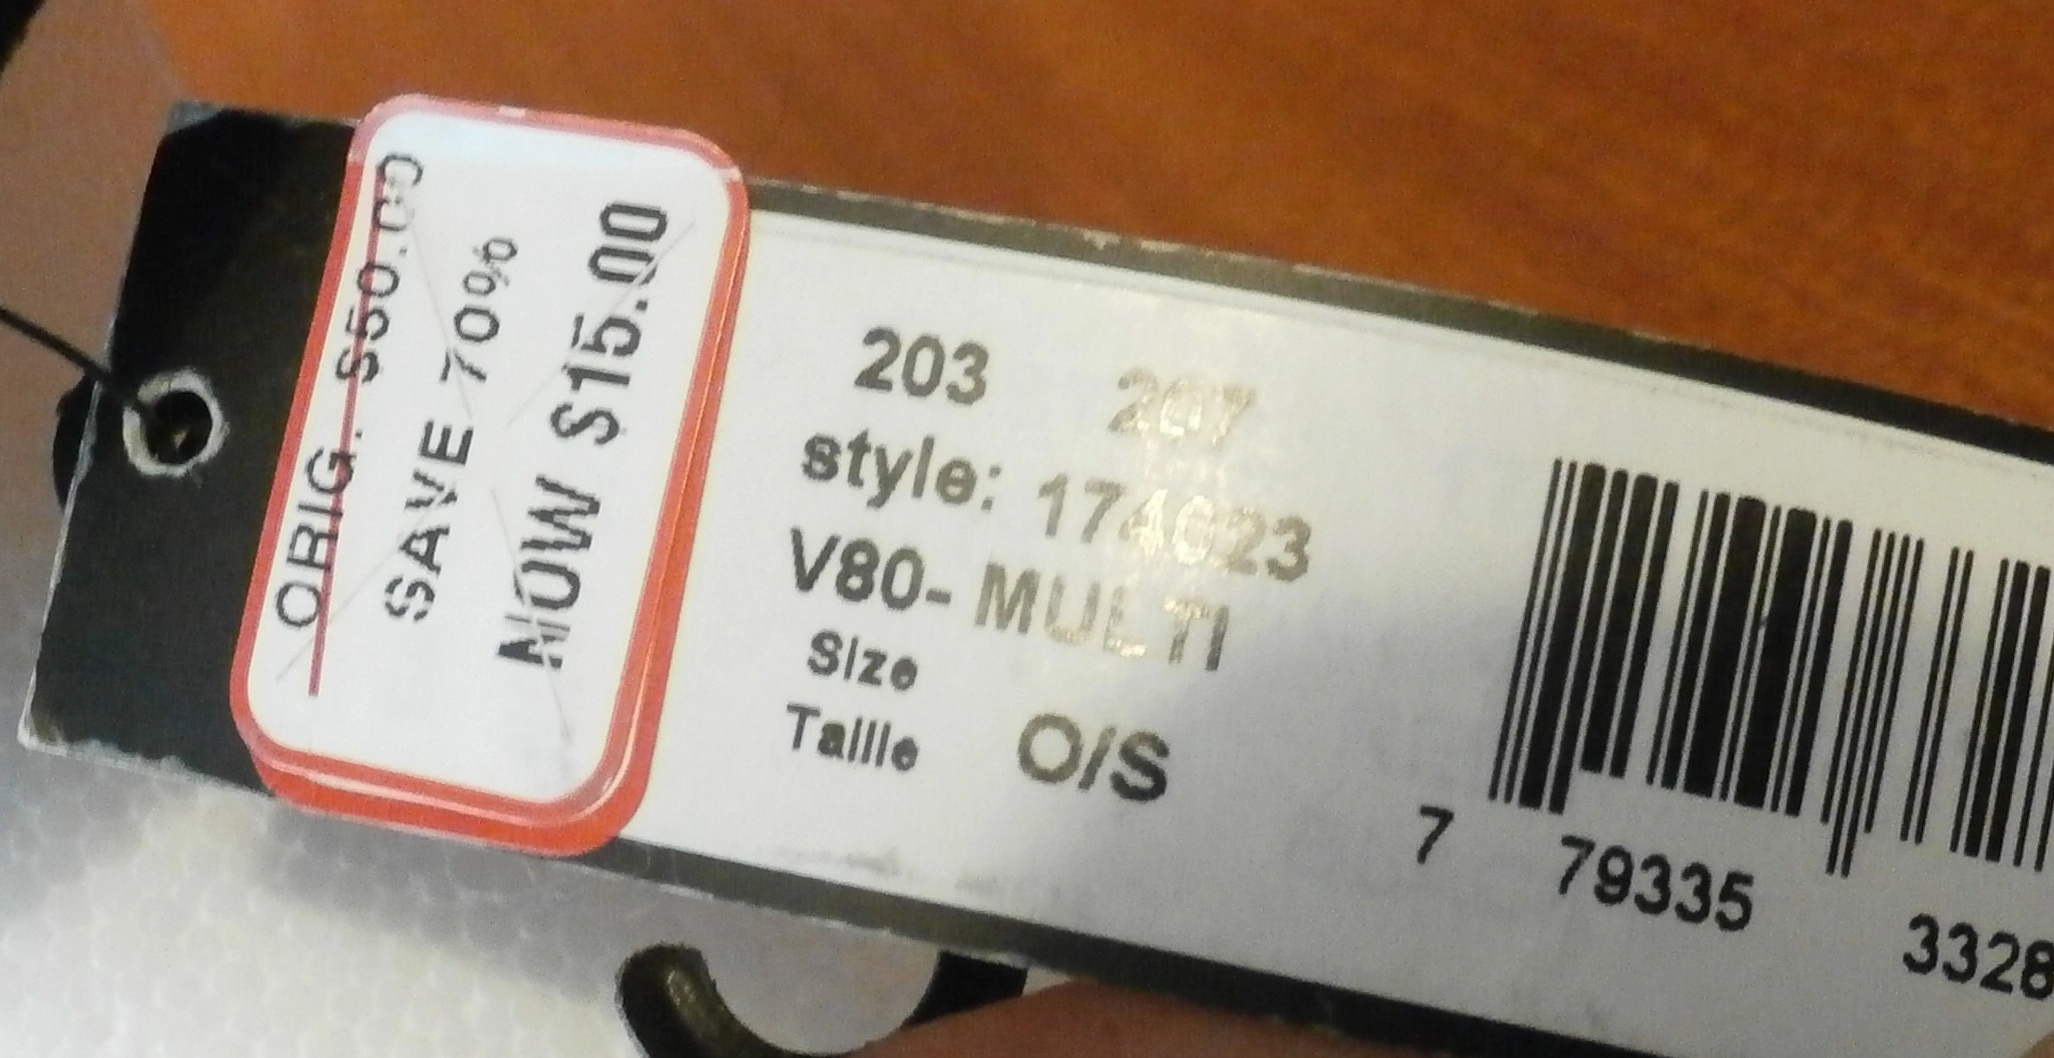 ORIG. $50.00
SAVE 70%
NOW $15.00
203 207
style: 174023
V80- MULTI
Size
Taille O/S
7 79335 3328